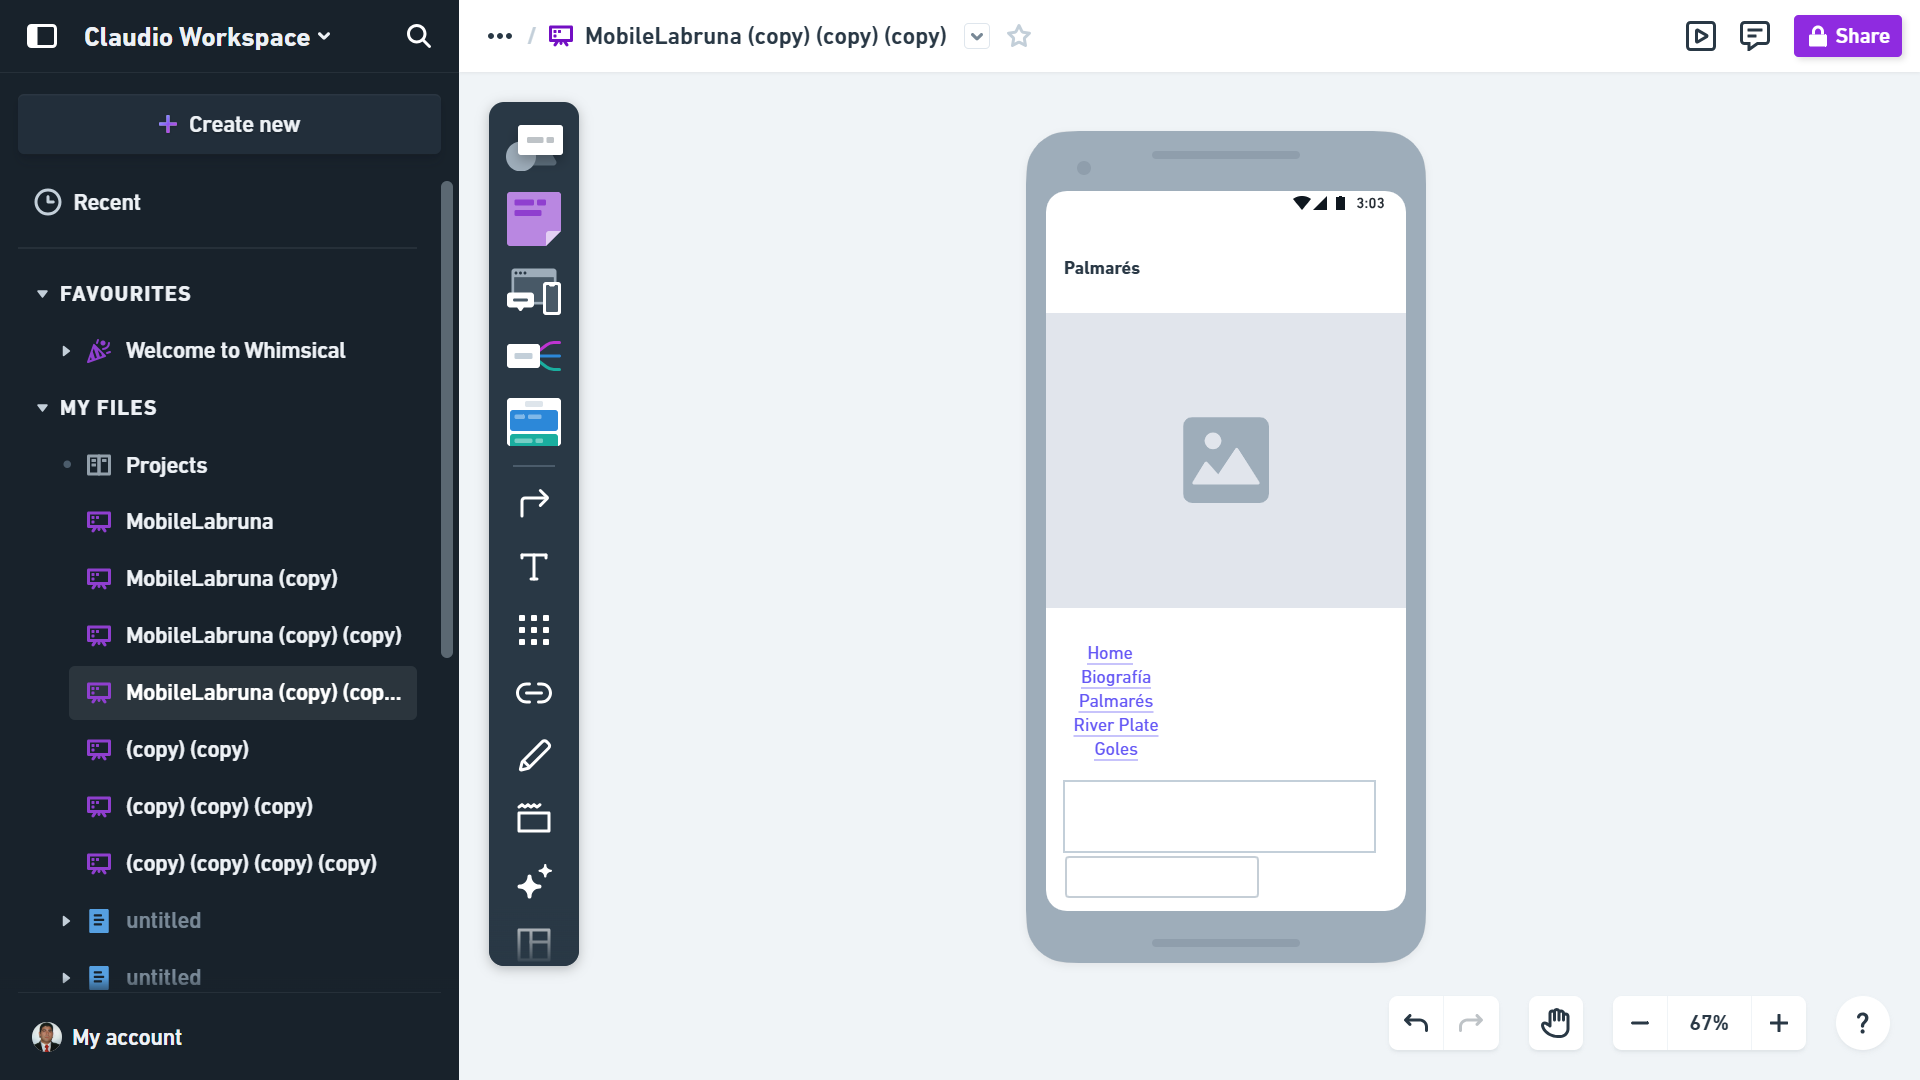 Claudio Workspace
Create new
Recent
FAVOURITES
Welcome to Whimsical
MY FILES
Projects
MobileLabruna
MobileLabruna (copy)
MobileLabruna (copy) (copy)
MobileLabruna (copy) (cop...
(copy) (copy)
(copy) (copy) (copy)
(copy) (copy) (copy) (copy)
untitled
untitled
My account
••• / MobileLabruna (copy) (copy) (copy)
Share
3:03
Palmarés
Home
Biografía
Palmarés
River Plate
Goles
67%
?